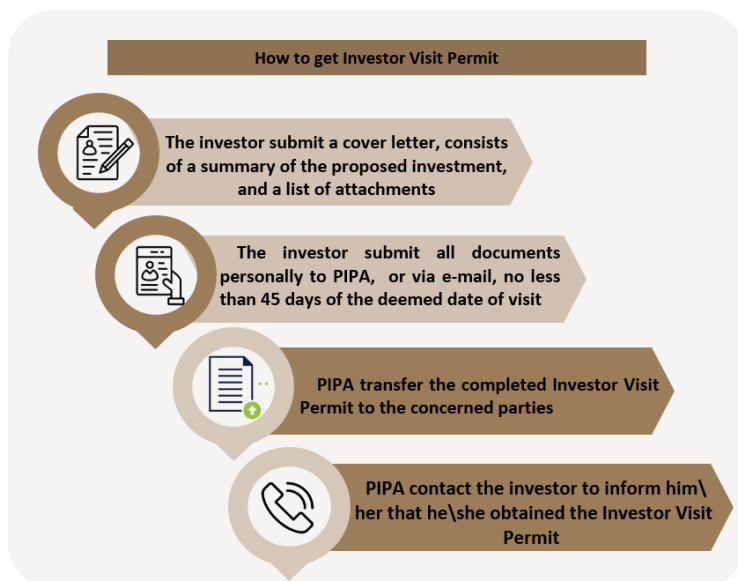 How to get Investor Visit Permit
The investor submit a cover letter, consists
of a summary of the proposed investment,
and a list of attachments
The investor submit all documents
personally to PIPA, or via e-mail, no less
than 45 days of the deemed date of visit
PIPA transfer the completed Investor Visit
Permit to the concerned parties
PIPA contact the investor to inform him\
her that he\she obtained the Investor Visit
Permit